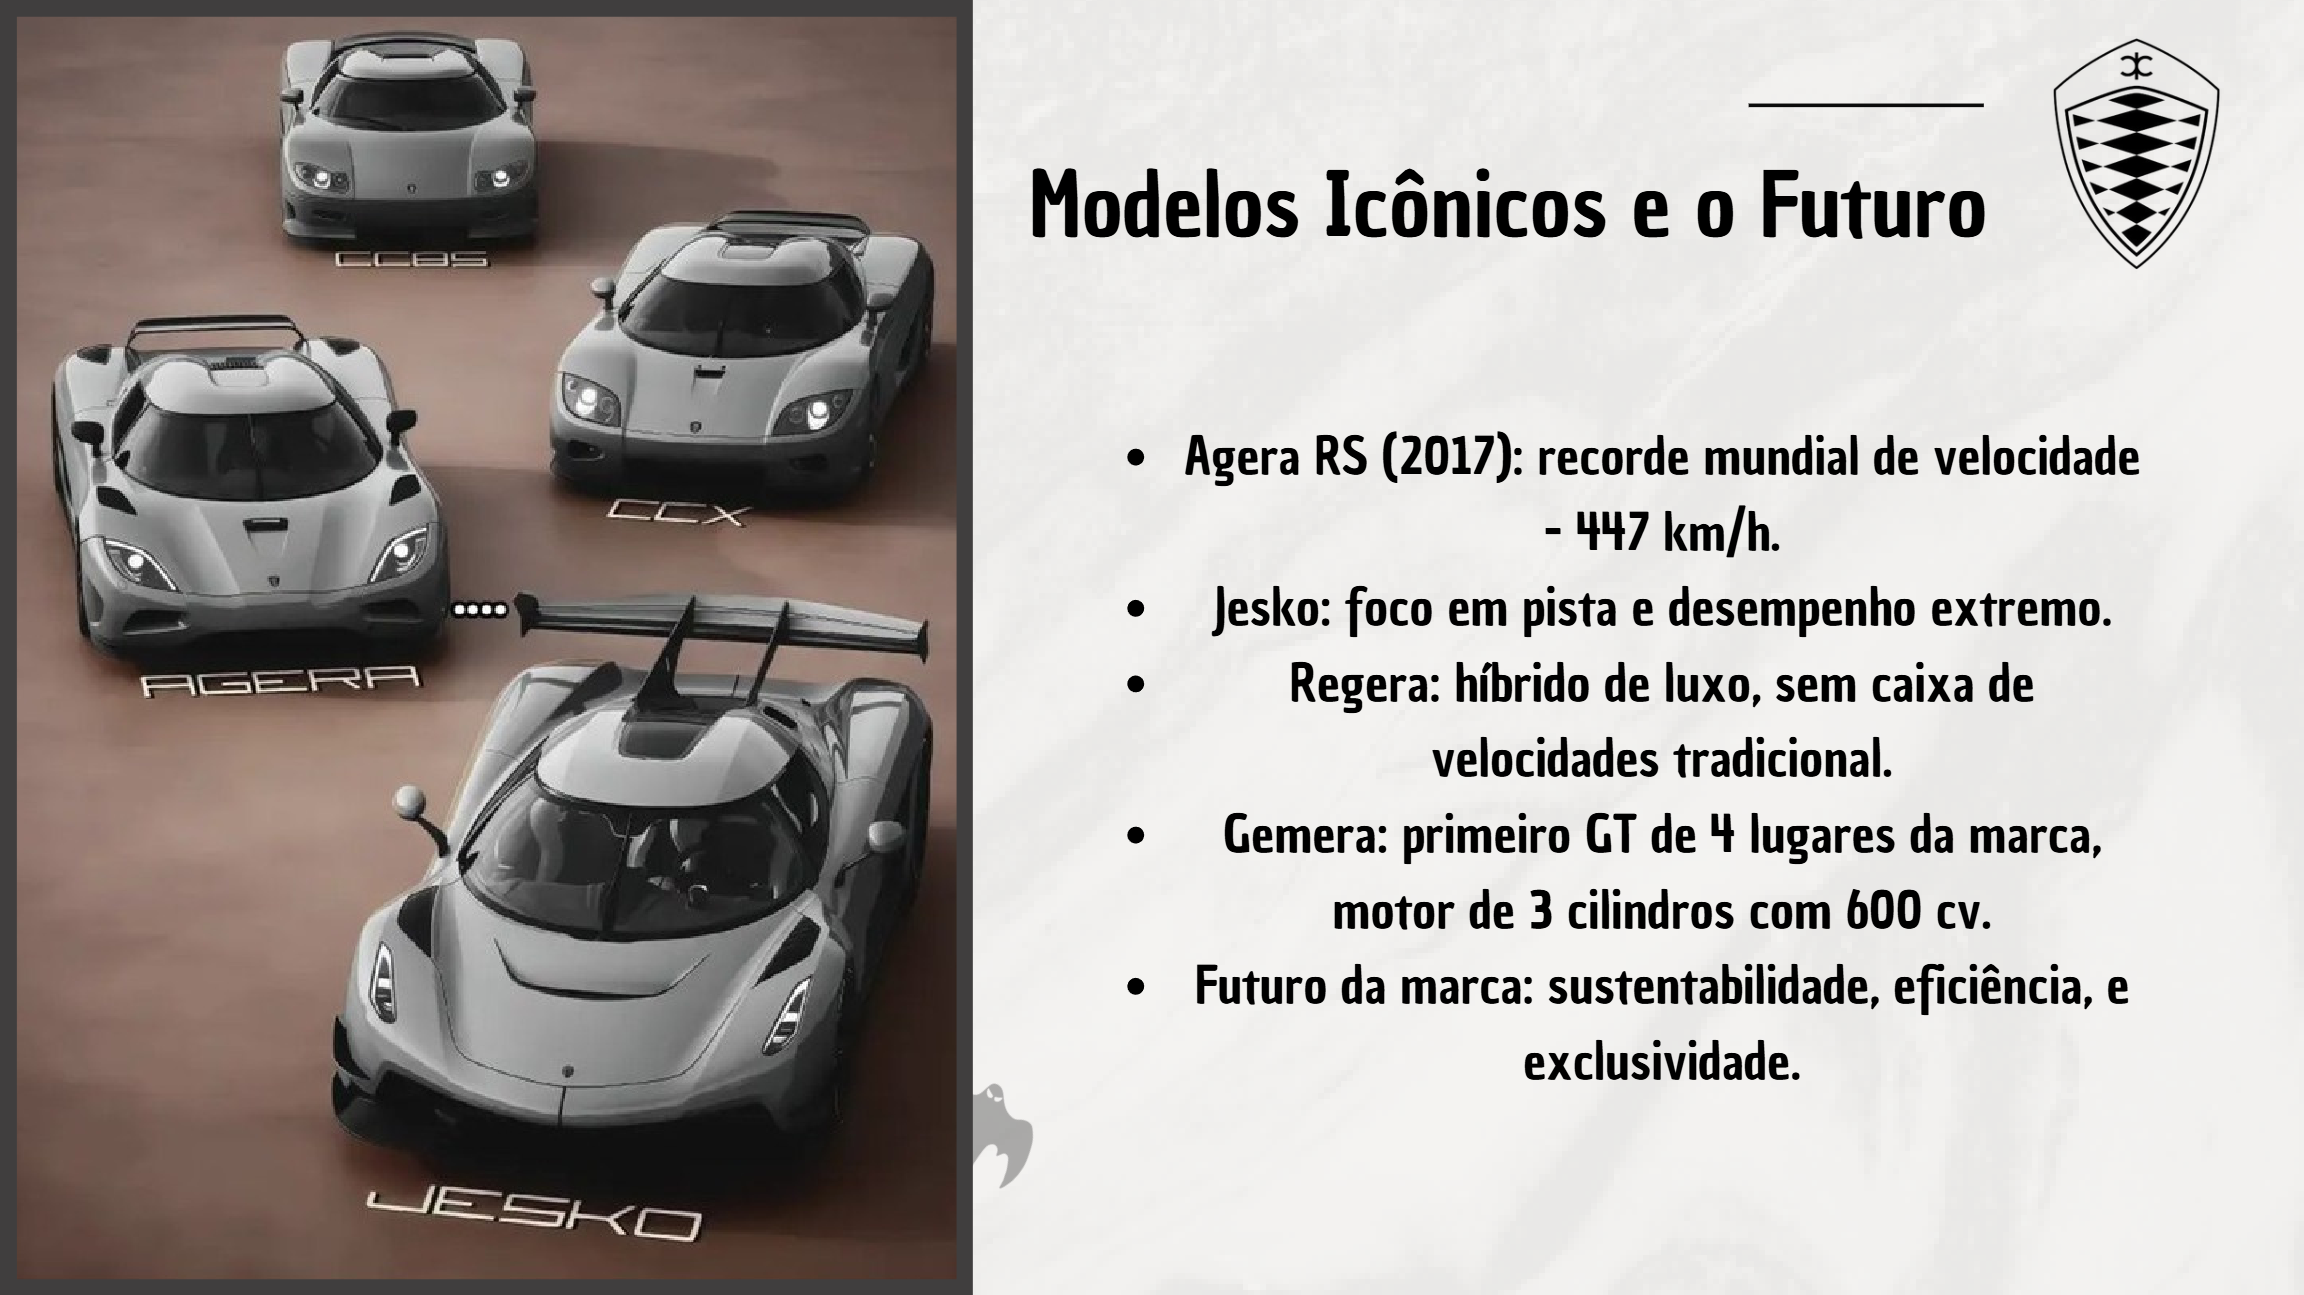 CC8S
CCX
AGERA
JESKO
Modelos Icônicos e o Futuro
• Agera RS (2017): recorde mundial de velocidade
- 447 km/h.
• Jesko: foco em pista e desempenho extremo.
• Regera: híbrido de luxo, sem caixa de
velocidades tradicional.
• Gemera: primeiro GT de 4 lugares da marca,
motor de 3 cilindros com 600 cv.
• Futuro da marca: sustentabilidade, eficiência, e
exclusividade.